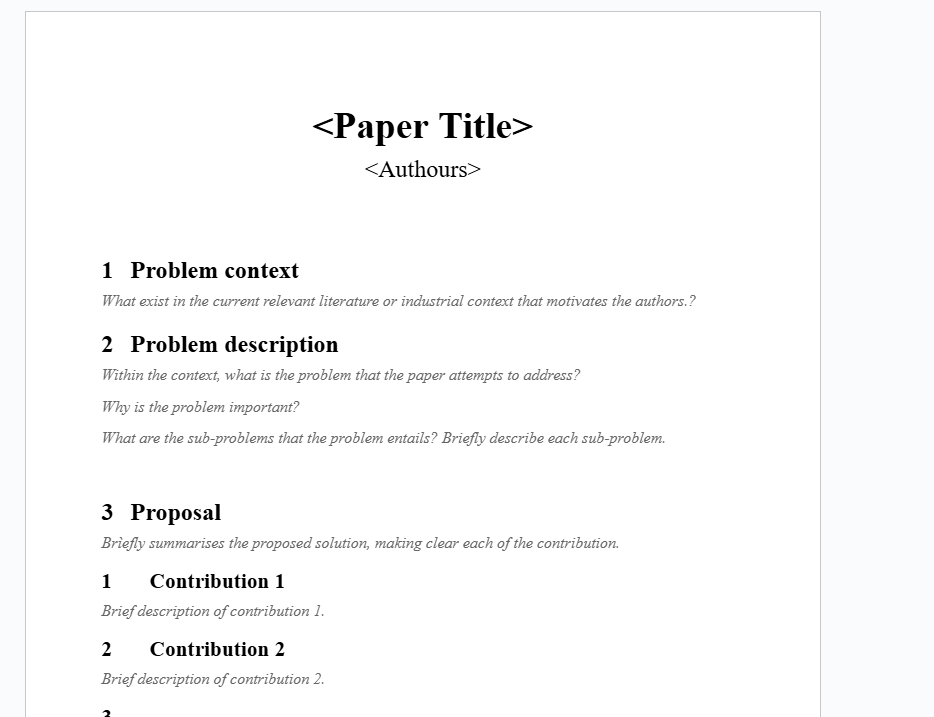 <Paper Title>
<Authours>
1 Problem context
What exist in the current relevant literature or industrial context that motivates the authors.?
2 Problem description
Within the context, what is the problem that the paper attempts to address?
Why is the problem important?
What are the sub-problems that the problem entails? Briefly describe each sub-problem.
3 Proposal
Briefly summarises the proposed solution, making clear each of the contribution.
1 Contribution 1
Brief description of contribution 1.
2 Contribution 2
Brief description of contribution 2.
3